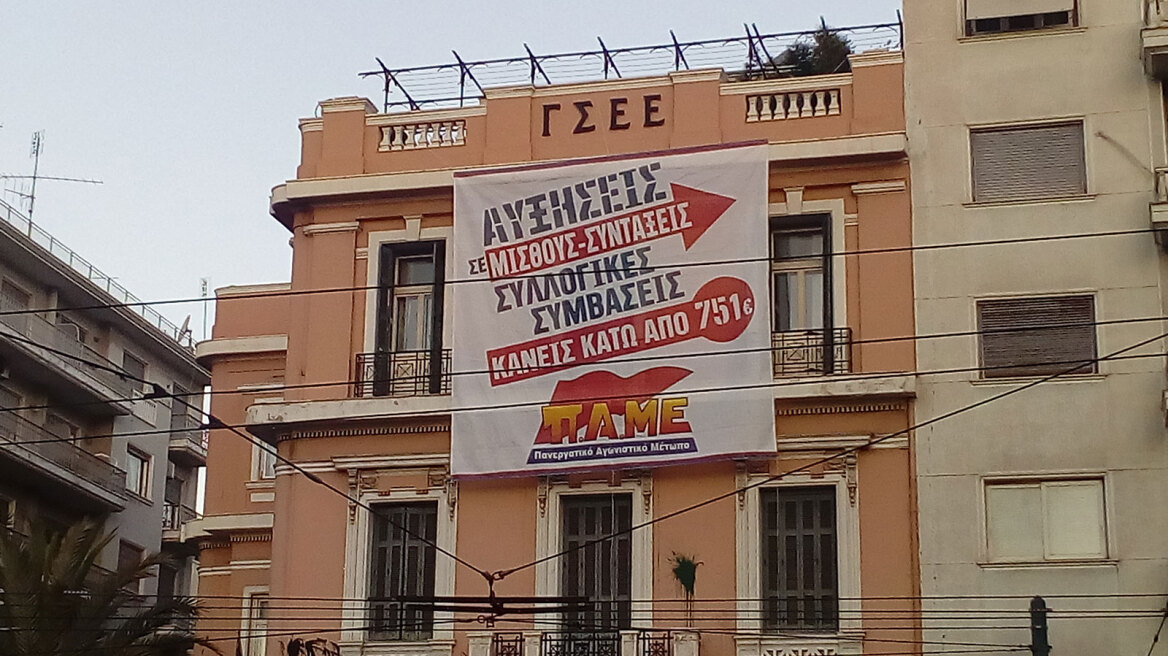 ΓΣΕΕ
ΑΥΞΗΣΕΙΣ
ΣΕ ΜΙΣΘΟΥΣ-ΣΥΝΤΑΞΕΙΣ
ΣΥΛΛΟΓΙΚΕΣ
ΣΥΜΒΑΣΕΙΣ
ΚΑΝΕΙΣ ΚΑΤΩ ΑΠΟ 751€
Π.Α.ΜΕ
Πανεργατικό Αγωνιστικό Μέτωπο